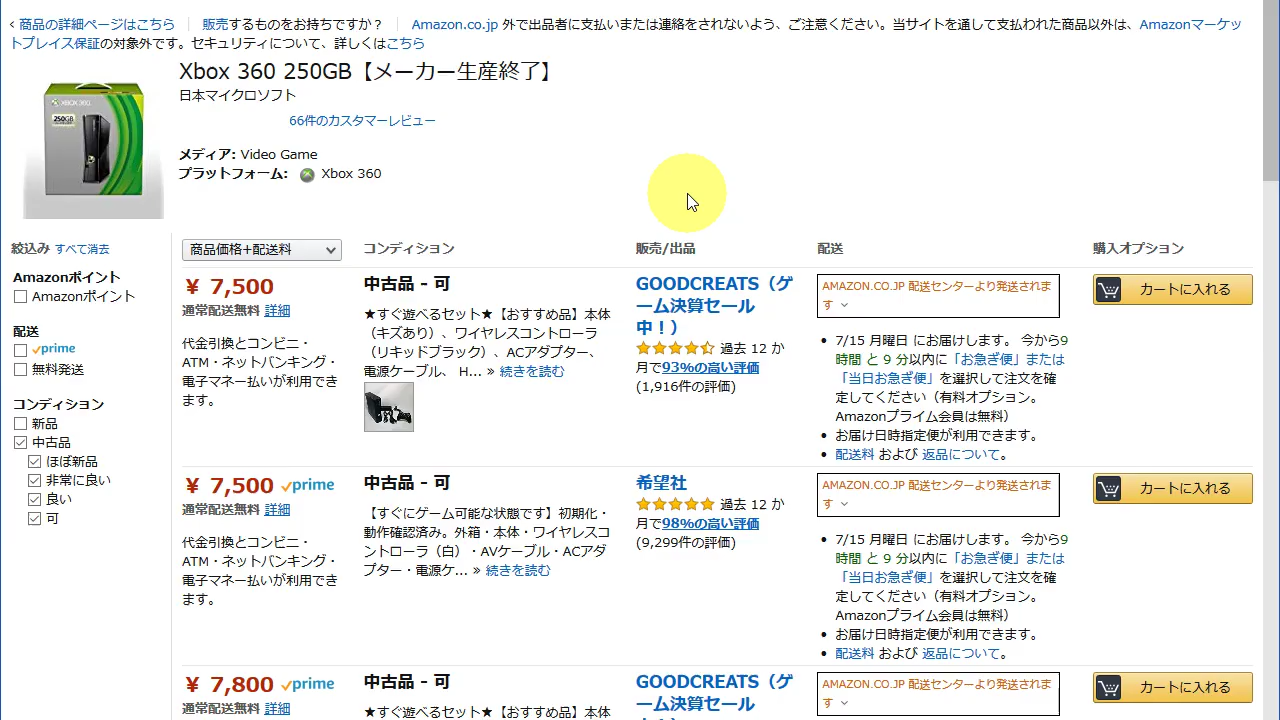 ‹ 商品の詳細ページはこちら 販売するものをお持ちですか？ Amazon.co.jp 外で出品者に支払いまたは連絡をされないよう、ご注意ください。当サイトを通して支払われた商品以外は、Amazonマーケッ
トプレイス保証の対象外です。セキュリティについて、詳しくはこちら
Xbox 360 250GB【メーカー生産終了】
日本マイクロソフト
66件のカスタマーレビュー
メディア: Video Game
プラットフォーム: Xbox 360
XBOX 360
250GB
絞込み すべて消去
Amazonポイント
Amazonポイント
配送
prime
無料発送
コンディション
新品
中古品
ほぼ新品
非常に良い
良い
可
商品価格+配送料 コンディション 販売/出品 配送 購入オプション
￥ 7,500
通常配送無料 詳細
代金引換とコンビニ・
ATM・ネットバンキング・
電子マネー払いが利用でき
ます。
中古品 - 可
★すぐ遊べるセット★【おすすめ品】本体
（キズあり）、ワイヤレスコントローラ
（リキッドブラック）、ACアダプター、
電源ケーブル、 H... » 続きを読む
GOODCREATS（ゲ
ーム決算セール
中！）
過去 12 か
月で93%の高い評価
(1,916件の評価)
AMAZON.CO.JP 配送センターより発送されま
す
• 7/15 月曜日 にお届けします。 今から9
時間 と 9 分以内に「お急ぎ便」または
「当日お急ぎ便」を選択して注文を確
定してください（有料オプション。
Amazonプライム会員は無料）
• お届け日時指定便が利用できます。
• 配送料 および 返品について。
カートに入れる
￥ 7,500 prime
通常配送無料 詳細
代金引換とコンビニ・
ATM・ネットバンキング・
電子マネー払いが利用でき
ます。
中古品 - 可
【すぐにゲーム可能な状態です】初期化・
動作確認済み。外箱・本体・ワイヤレスコ
ントローラ（白）・AVケーブル・ACアダ
プター・電源ケ... » 続きを読む
希望社
過去 12 か
月で98%の高い評価
(9,299件の評価)
AMAZON.CO.JP 配送センターより発送されま
す
• 7/15 月曜日 にお届けします。 今から9
時間 と 9 分以内に「お急ぎ便」または
「当日お急ぎ便」を選択して注文を確
定してください（有料オプション。
Amazonプライム会員は無料）
• お届け日時指定便が利用できます。
• 配送料 および 返品について。
カートに入れる
￥ 7,800 prime
通常配送無料 詳細
中古品 - 可
★すぐ遊べるセット★【おすすめ品】本体
GOODCREATS（ゲ
ーム決算セール
AMAZON.CO.JP 配送センターより発送されま
す
カートに入れる